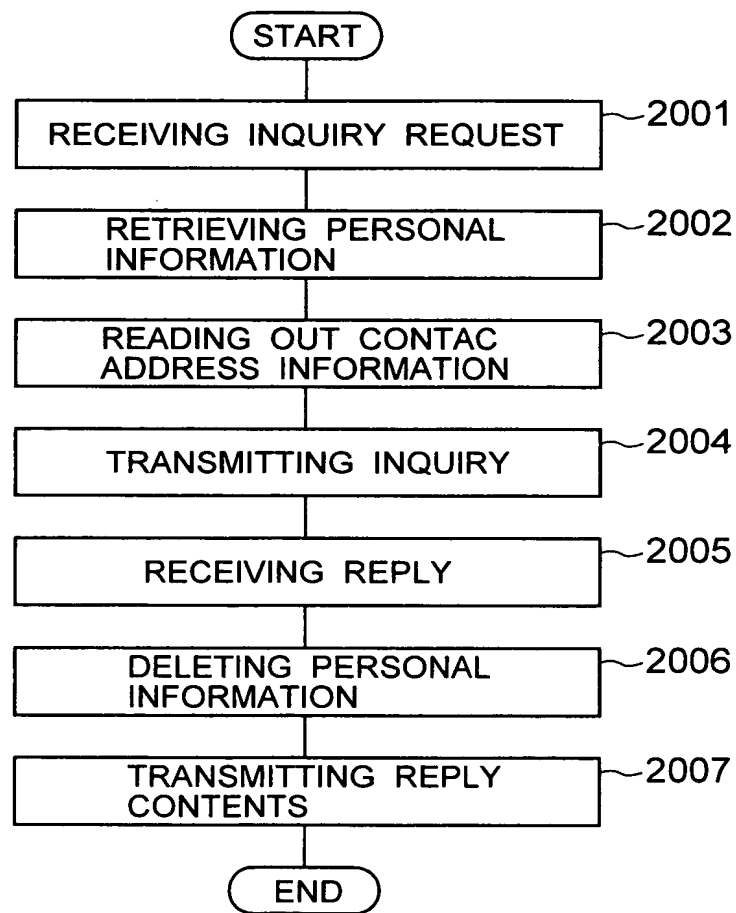 START
RECEIVING INQUIRY REQUEST
2001
RETRIEVING PERSONAL
INFORMATION
2002
READING OUT CONTAC
ADDRESS INFORMATION
2003
TRANSMITTING INQUIRY
2004
RECEIVING REPLY
2005
DELETING PERSONAL
INFORMATION
2006
TRANSMITTING REPLY
CONTENTS
2007
END